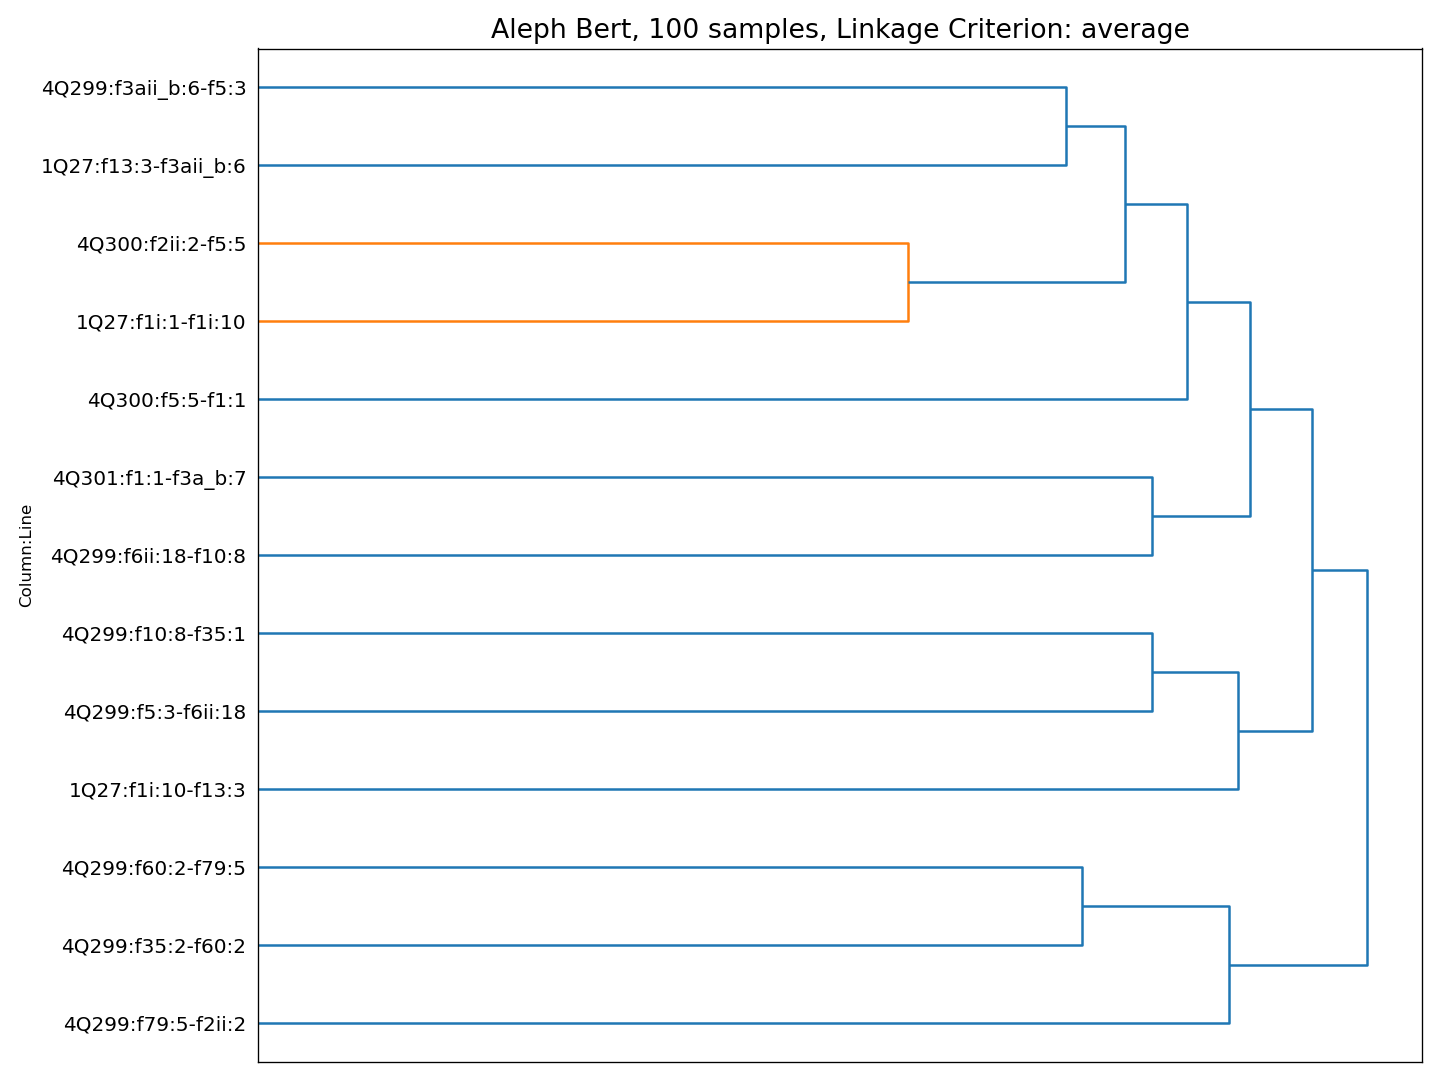 Aleph Bert, 100 samples, Linkage Criterion: average
4Q299:f3aii_b:6-f5:3
1Q27:f13:3-f3aii_b:6
4Q300:f2ii:2-f5:5
1Q27:f1i:1-f1i:10
4Q300:f5:5-f1:1
4Q301:f1:1-f3a_b:7
4Q299:f6ii:18-f10:8
4Q299:f10:8-f35:1
4Q299:f5:3-f6ii:18
1Q27:f1i:10-f13:3
4Q299:f60:2-f79:5
4Q299:f35:2-f60:2
4Q299:f79:5-f2ii:2
Column:Line